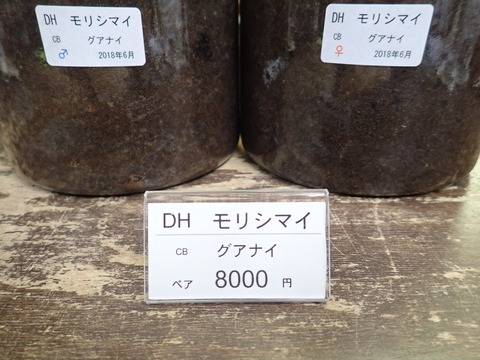 DH モリシマイ
CB グアナイ
♂ 2018年6月
DH モリシマイ
CB グアナイ
♀ 2018年6月
DH モリシマイ
CB グアナイ
ペア 8000 円